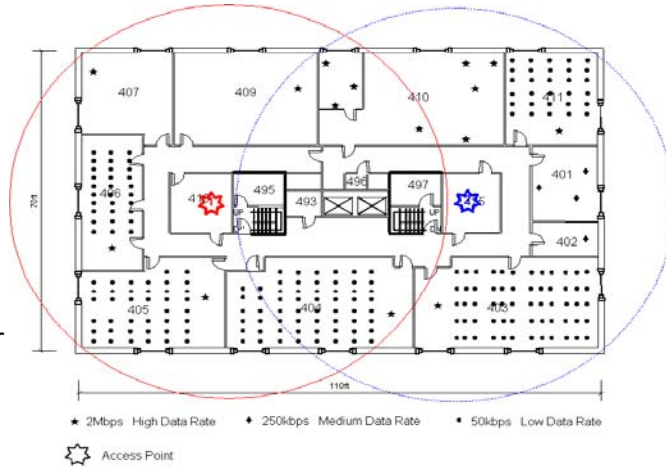 407
409
410
411
406
401
495
496
497
493
UP
UP
402
405
404
403
70ft
110ft
★ 2Mbps High Data Rate ♦ 250kbps Medium Data Rate • 50kbps Low Data Rate
Access Point